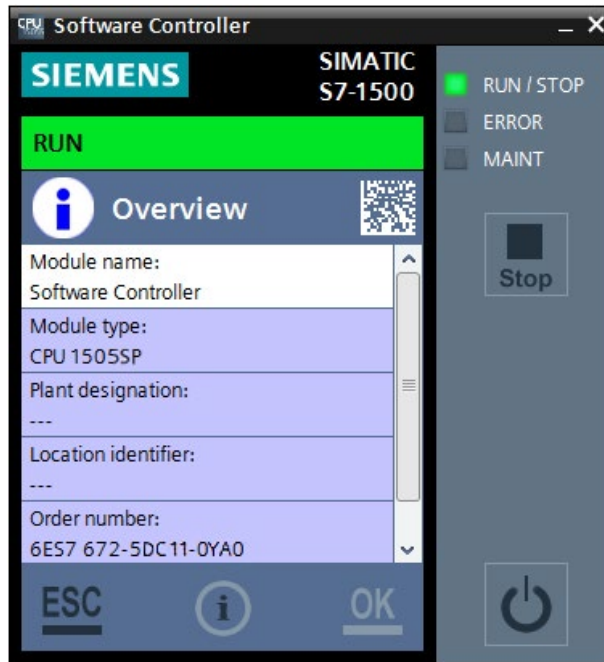 CPU Software Controller
SIEMENS
SIMATIC
S7-1500
RUN / STOP
ERROR
MAINT
RUN
i Overview
Module name:
Software Controller
Module type:
CPU 1505SP
Plant designation:
---
Location identifier:
---
Order number:
6ES7 672-5DC11-0YA0
Stop
ESC
i
OK